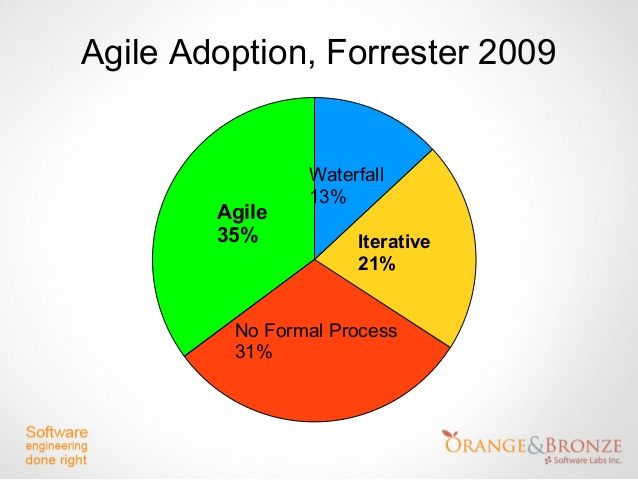 Agile Adoption, Forrester 2009
Waterfall
13%
Agile
35%
Iterative
21%
No Formal Process
31%
Software
engineering
done right
ORANGE&BRONZE
Software Labs Inc.